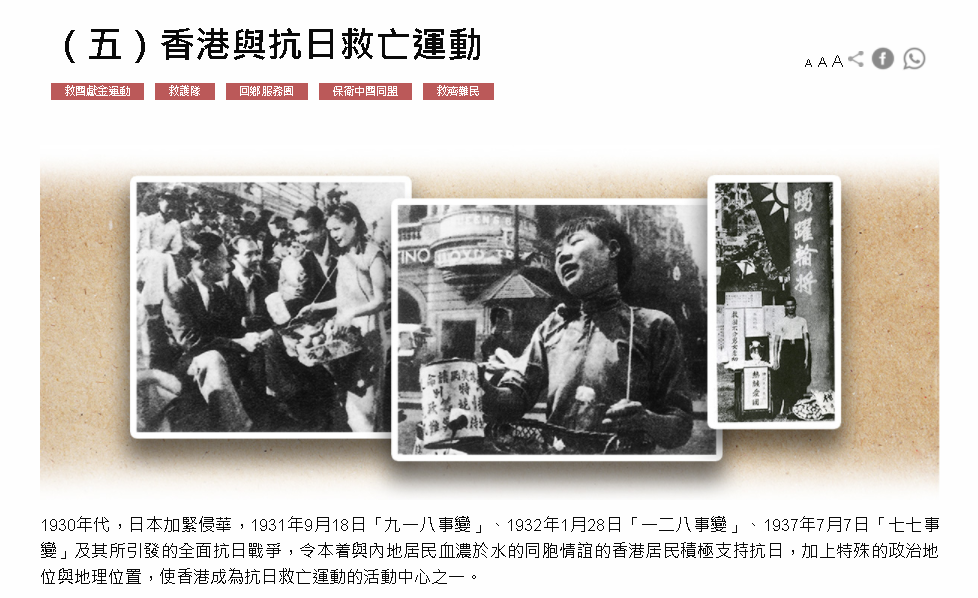 （五）香港與抗日救亡運動
A A A
救國獻金運動 救護隊 回鄉服務團 保衛中國同盟 救濟難民
踴躍輸將
1930年代，日本加緊侵華，1931年9月18日「九一八事變」、1932年1月28日「一二八事變」、1937年7月7日「七七事
變」及其所引發的全面抗日戰爭，令本着與內地居民血濃於水的同胞情誼的香港居民積極支持抗日，加上特殊的政治地
位與地理位置，使香港成為抗日救亡運動的活動中心之一。